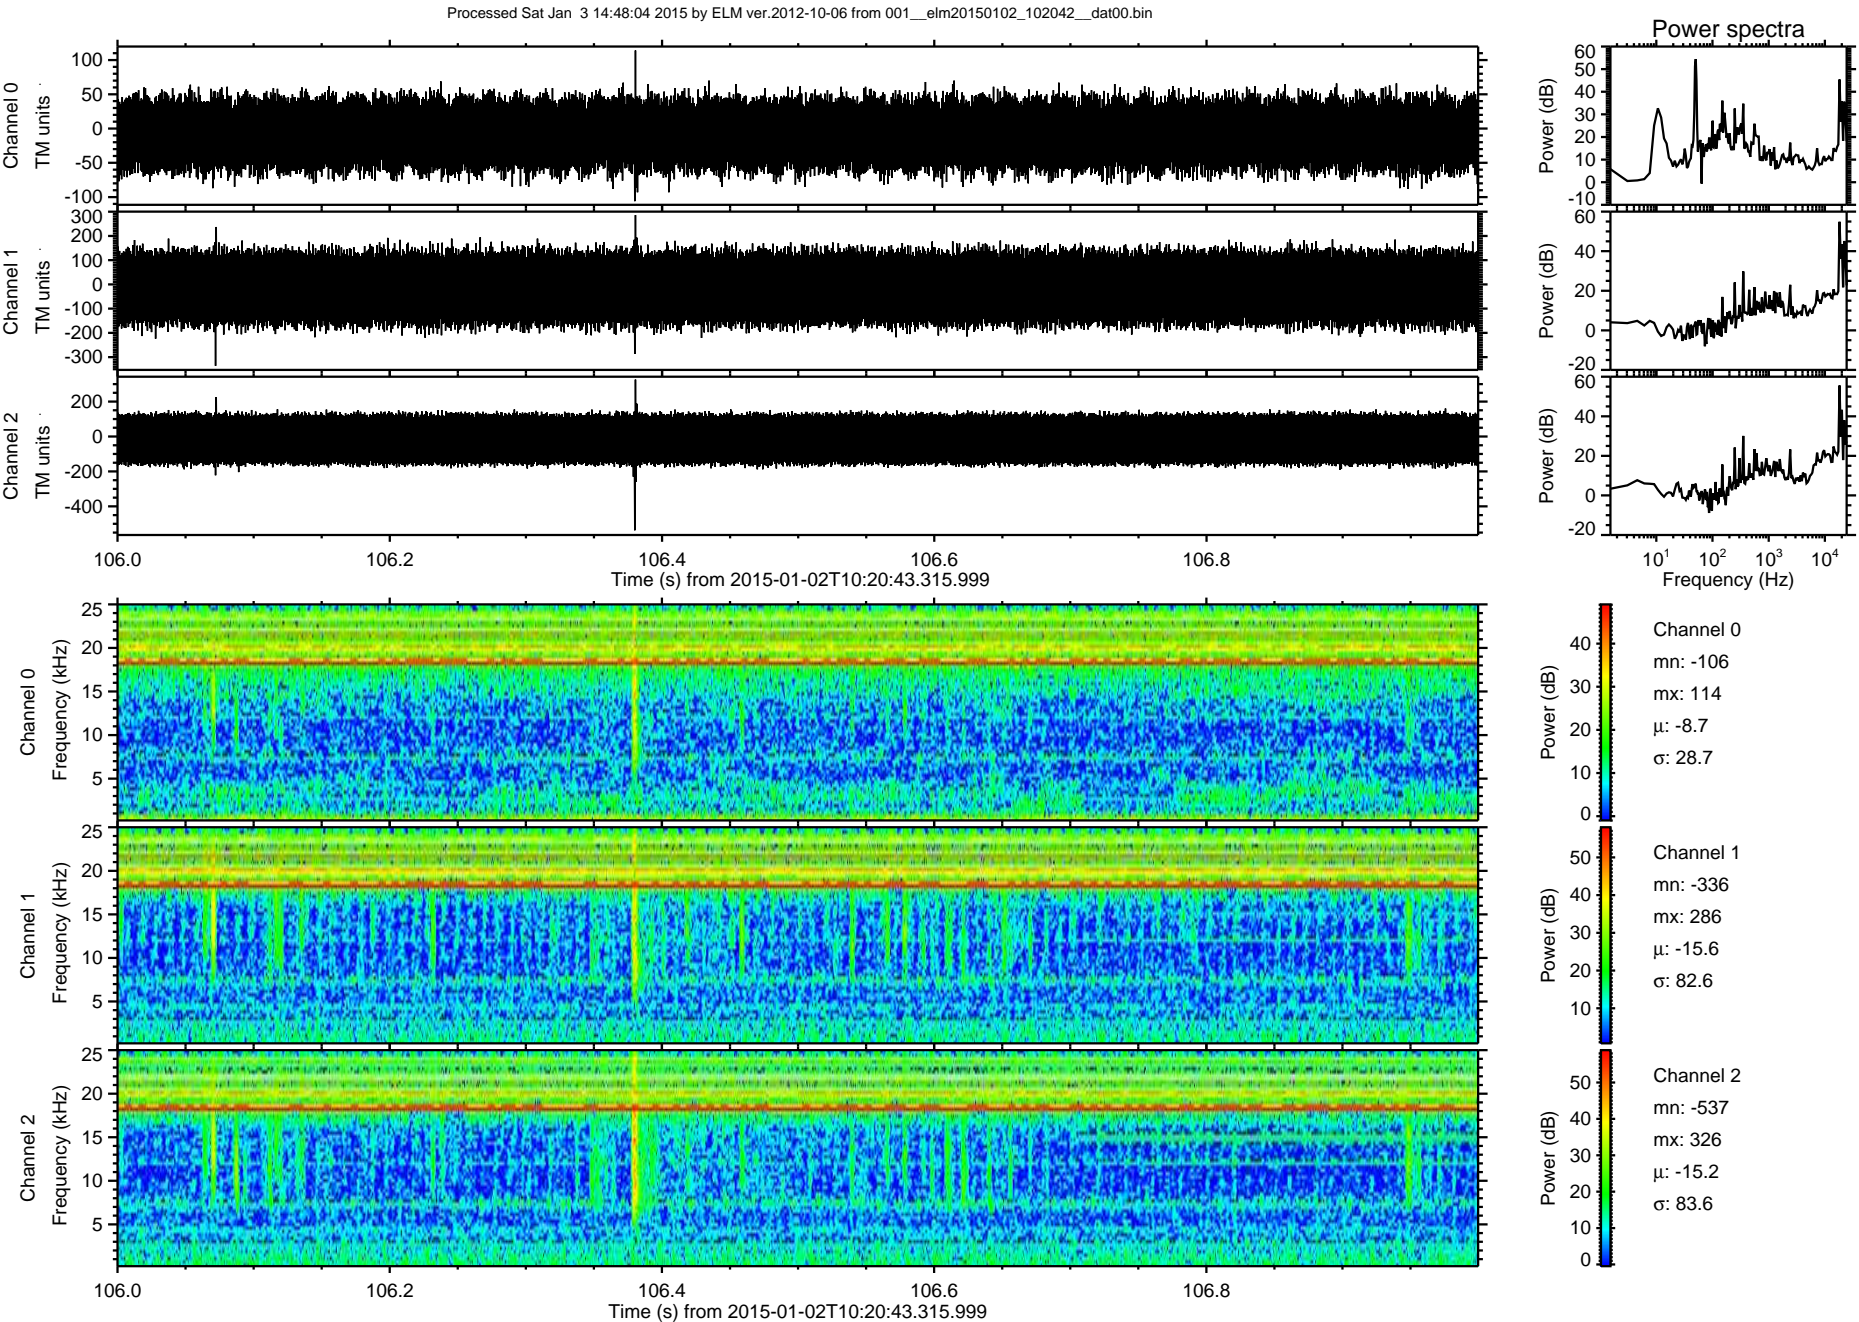 Processed Sat Jan 3 14:48:04 2015 by ELM ver.2012-10-06 from 001__elm20150102_102042__dat00.bin
Power spectra
Channel 0
TM units
100
50
0
-50
-100
Power (dB)
60
50
40
30
20
10
0
-10
Channel 1
TM units
300
200
100
0
-100
-200
-300
Power (dB)
60
40
20
0
-20
Channel 2
TM units
200
0
-200
-400
Power (dB)
60
40
20
0
-20
106.0 106.2 106.4 106.6 106.8
Time (s) from 2015-01-02T10:20:43.315.999
10^1 10^2 10^3 10^4
Frequency (Hz)
Channel 0
Frequency (kHz)
25
20
15
10
5
Power (dB)
40
30
20
10
0
Channel 0
mn: -106
mx: 114
μ: -8.7
σ: 28.7
Channel 1
Frequency (kHz)
25
20
15
10
5
Power (dB)
50
40
30
20
10
Channel 1
mn: -336
mx: 286
μ: -15.6
σ: 82.6
Channel 2
Frequency (kHz)
25
20
15
10
5
Power (dB)
50
40
30
20
10
0
Channel 2
mn: -537
mx: 326
μ: -15.2
σ: 83.6
106.0 106.2 106.4 106.6 106.8
Time (s) from 2015-01-02T10:20:43.315.999